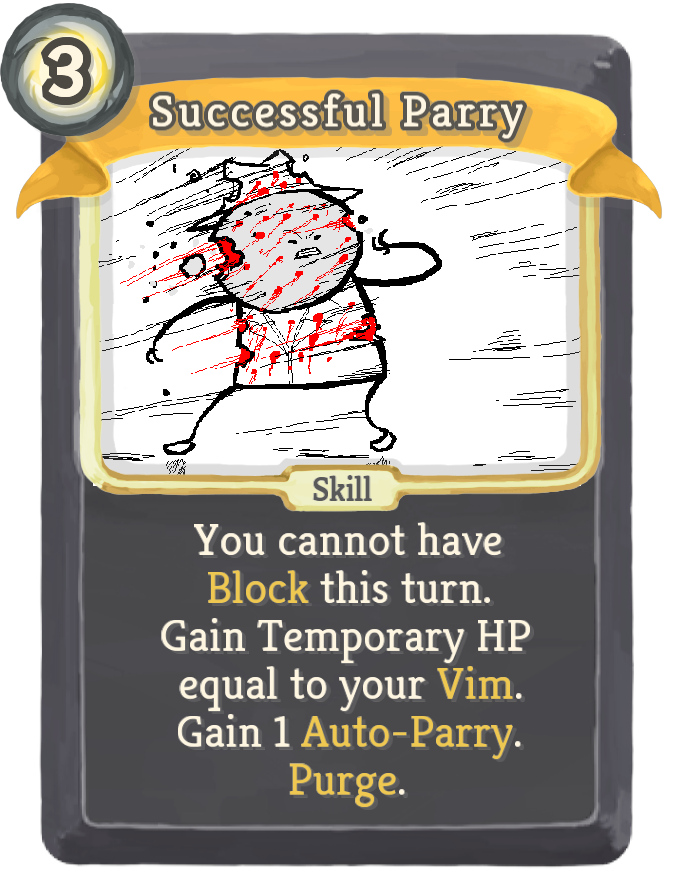 3
Successful Parry
Skill
You cannot have
Block this turn.
Gain Temporary HP
equal to your Vim.
Gain 1 Auto-Parry.
Purge.